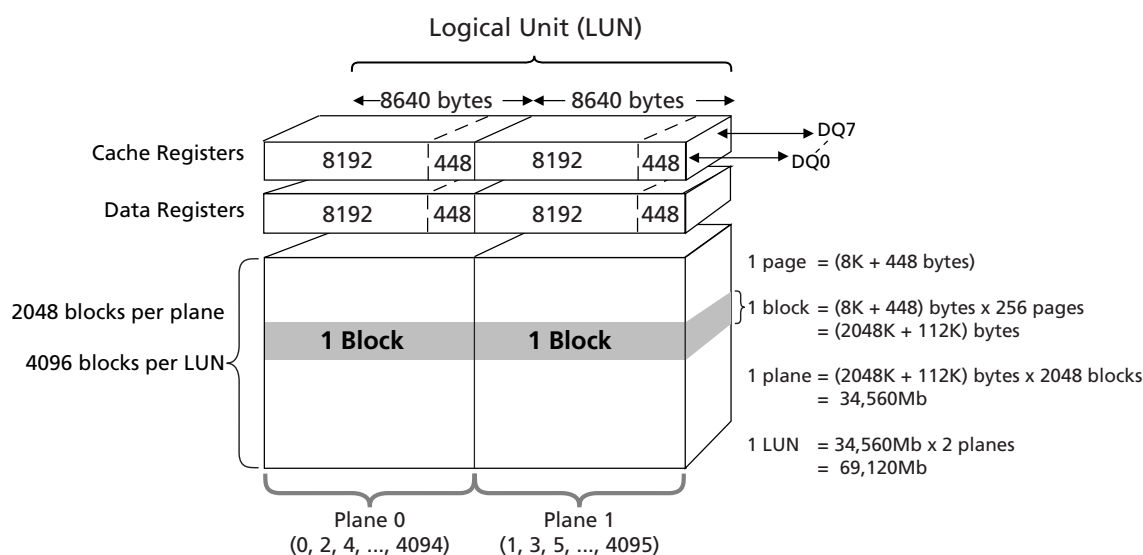 Logical Unit (LUN)
8640 bytes 8640 bytes
Cache Registers 8192 448 8192 448 DQ7
DQ0
Data Registers 8192 448 8192 448
1 page = (8K + 448 bytes)
2048 blocks per plane
4096 blocks per LUN
1 Block 1 Block
1 block = (8K + 448) bytes x 256 pages
= (2048K + 112K) bytes
1 plane = (2048K + 112K) bytes x 2048 blocks
= 34,560Mb
1 LUN = 34,560Mb x 2 planes
= 69,120Mb
Plane 0
(0, 2, 4, ..., 4094)
Plane 1
(1, 3, 5, ..., 4095)